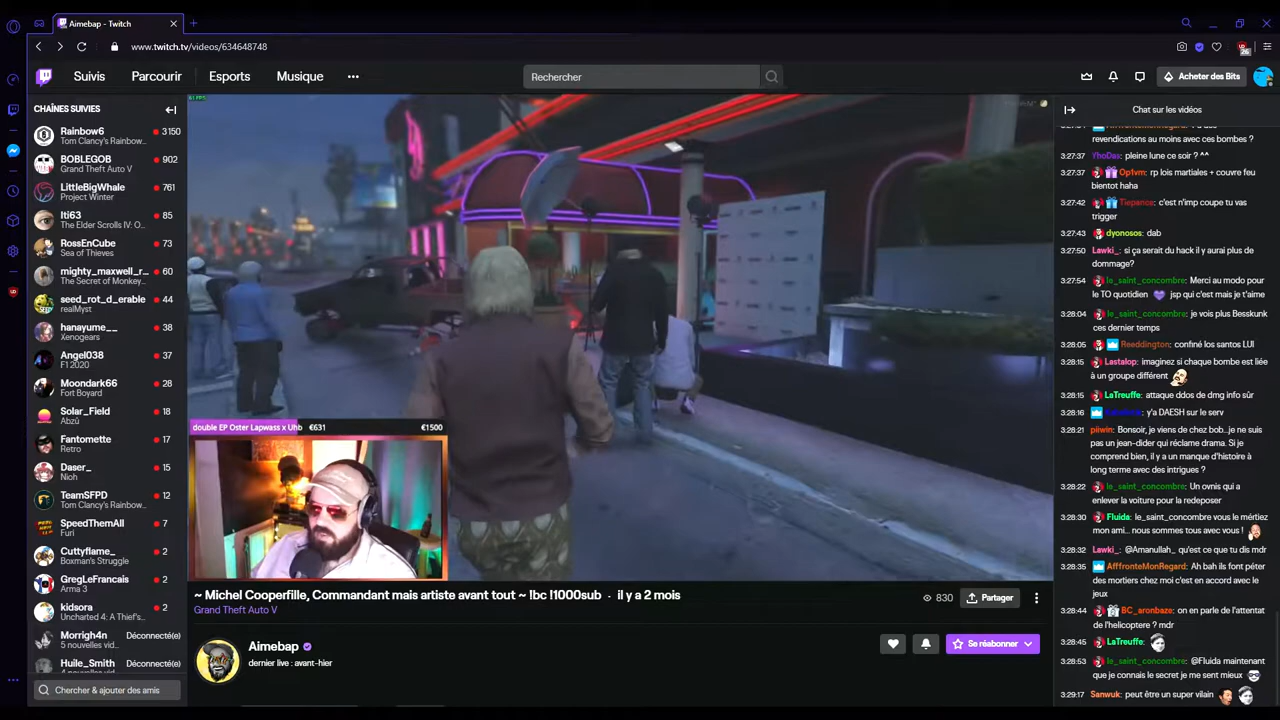 Aimebap - Twitch
www.twitch.tv/videos/634648748
Suivis
Parcourir
Esports
Musique
Rechercher
Acheter des Bits
CHAÎNES SUIVIES
Rainbow6 3150
Tom Clancy's Rainbow...
BOBLEGOB 902
Grand Theft Auto V
LittleBigWhale 761
Project Winter
Iti63 85
The Elder Scrolls IV: O...
RossEnCube 73
Sea of Thieves
mighty_maxwell_r... 60
The Secret of Monkey...
seed_rot_d_erable 44
realMyst
hanayume__ 38
Xenogears
Angel038 37
F1 2020
Moondark66 28
Fort Boyard
Solar_Field 18
Abzû
Fantomette 17
Retro
Daser_ 15
Nioh
TeamSFPD 12
Tom Clancy's Rainbow...
SpeedThemAll 7
Furi
Cuttyflame_ 2
Boxman's Struggle
GregLeFrancais 2
Arma 3
kidsora 2
Uncharted 4: A Thief's...
Morrigh4n Déconnecté(e)
5 nouvelles vid...
Huile_Smith Déconnecté(e)
Chercher & ajouter des amis
double EP Oster Lapwass x Uhb €631 €1500
~ Michel Cooperfille, Commandant mais artiste avant tout ~ !bc !1000sub · il y a 2 mois
Grand Theft Auto V
830
Partager
Aimebap
dernier live : avant-hier
Se réabonner
Chat sur les vidéos
revendications au moins avec ces bombes ?
3:27:37 YhoDas: pleine lune ce soir ? ^^
3:27:37 Op1vm: rp lois martiales + couvre feu
bientot haha
3:27:42 Tiepance: c'est n'imp coupe tu vas
trigger
3:27:43 dyonosos: dab
3:27:50 Lawki_: si ça serait du hack il y aurai plus de
dommage?
3:27:54 le_saint_concombre: Merci au modo pour
le TO quotidien jsp qui c'est mais je t'aime
3:28:04 le_saint_concombre: je vois plus Besskunk
ces dernier temps
3:28:05 Reeddington: confiné los santos LUI
3:28:15 Lastalop: imaginez si chaque bombe est liée
à un groupe différent
3:28:15 LaTreuffe: attaque ddos de dmg info sûr
3:28:16 y'a DAESH sur le serv
3:28:21 piiwin: Bonsoir, je viens de chez bob...je ne suis
pas un jean-dider qui réclame drama. Si je
comprend bien, il y a un manque d'histoire à
long terme avec des intrigues ?
3:28:22 le_saint_concombre: Un ovnis qui a
enlever la voiture pour la redeposer
3:28:30 Fluida: le_saint_concombre vous le mértiez
mon ami... nous sommes tous avec vous !
3:28:32 Lawki_: @Amanullah_ qu'est ce que tu dis mdr
3:28:35 AfffronteMonRegard: Ah bah ils font péter
des mortiers chez moi c'est en accord avec le
jeux
3:28:44 BC_aronbaze: on en parle de l'attentat
de l'helicoptere ? mdr
3:28:45 LaTreuffe:
3:28:53 le_saint_concombre: @Fluida maintenant
que je connais le secret je me sent mieux
3:29:17 Sanwuk: peut être un super vilain